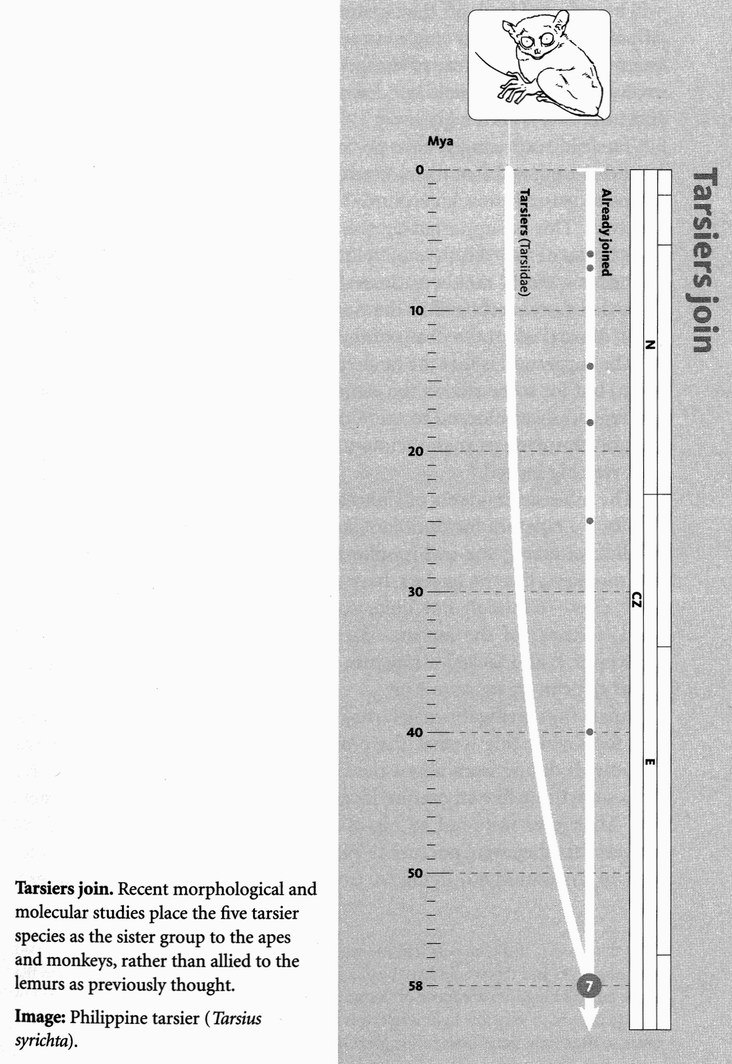 Tarsiers join
Mya
0
10
20
30
40
50
58
Tarsiers (Tarsiidae)
Already joined
N
CZ
E
7
Tarsiers join. Recent morphological and
molecular studies place the five tarsier
species as the sister group to the apes
and monkeys, rather than allied to the
lemurs as previously thought.
Image: Philippine tarsier (Tarsius
syrichta).